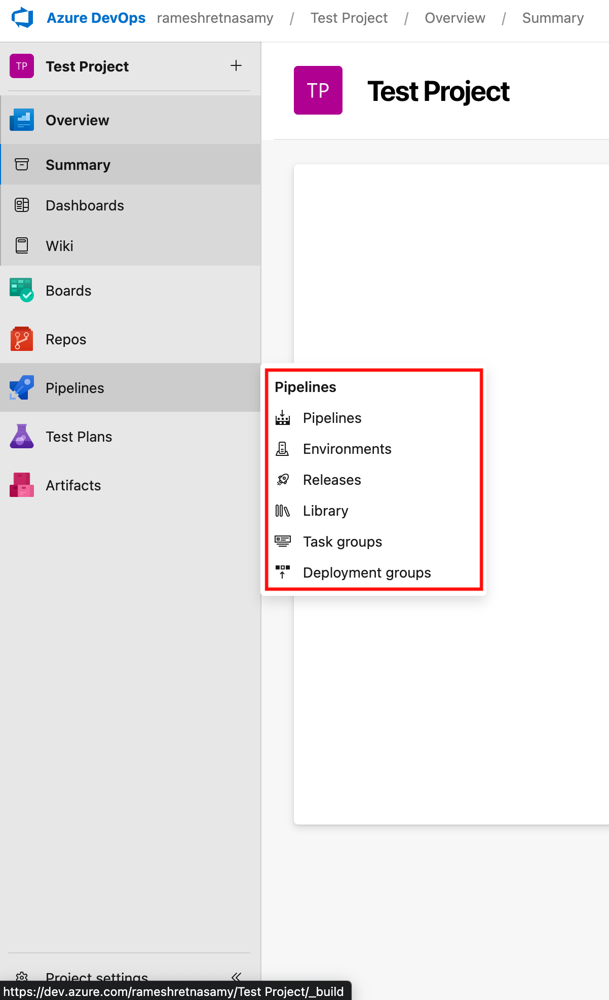 Azure DevOps rameshretnasamy / Test Project / Overview / Summary
TP Test Project +
TP Test Project
Overview
Summary
Dashboards
Wiki
Boards
Repos
Pipelines
Test Plans
Artifacts
Pipelines
Pipelines
Environments
Releases
Library
Task groups
Deployment groups
Project settings
https://dev.azure.com/rameshretnasamy/Test Project/_build